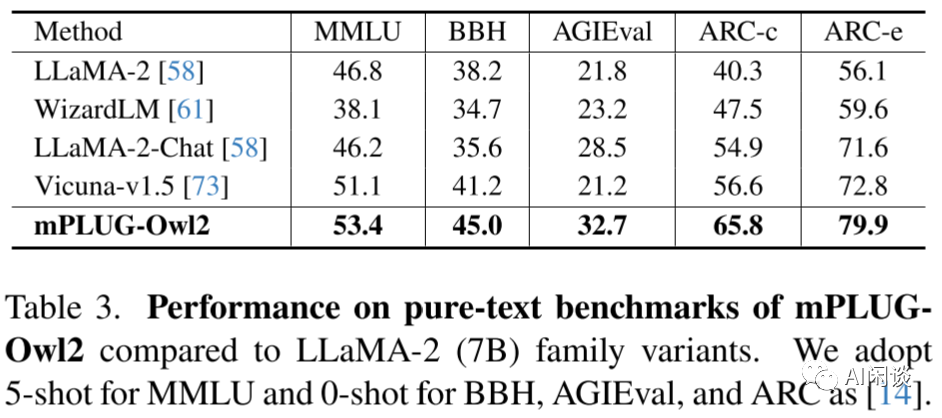 Method MMLU BBH AGIEval ARC-c ARC-e
LLaMA-2 [58] 46.8 38.2 21.8 40.3 56.1
WizardLM [61] 38.1 34.7 23.2 47.5 59.6
LLaMA-2-Chat [58] 46.2 35.6 28.5 54.9 71.6
Vicuna-v1.5 [73] 51.1 41.2 21.2 56.6 72.8
mPLUG-Owl2 53.4 45.0 32.7 65.8 79.9
Table 3. Performance on pure-text benchmarks of mPLUG-
Owl2 compared to LLaMA-2 (7B) family variants. We adopt
5-shot for MMLU and 0-shot for BBH, AGIEval, and ARC as [14].
AI闲谈